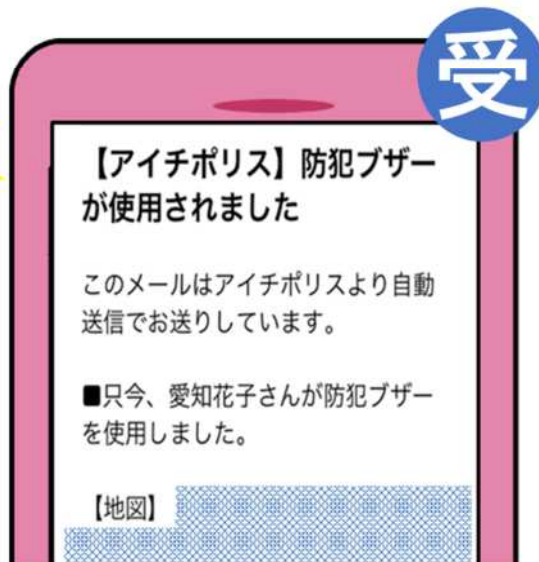 受
【アイチポリス】防犯ブザー
が使用されました
このメールはアイチポリスより自動
送信でお送りしています。
■只今、愛知花子さんが防犯ブザー
を使用しました。
【地図】